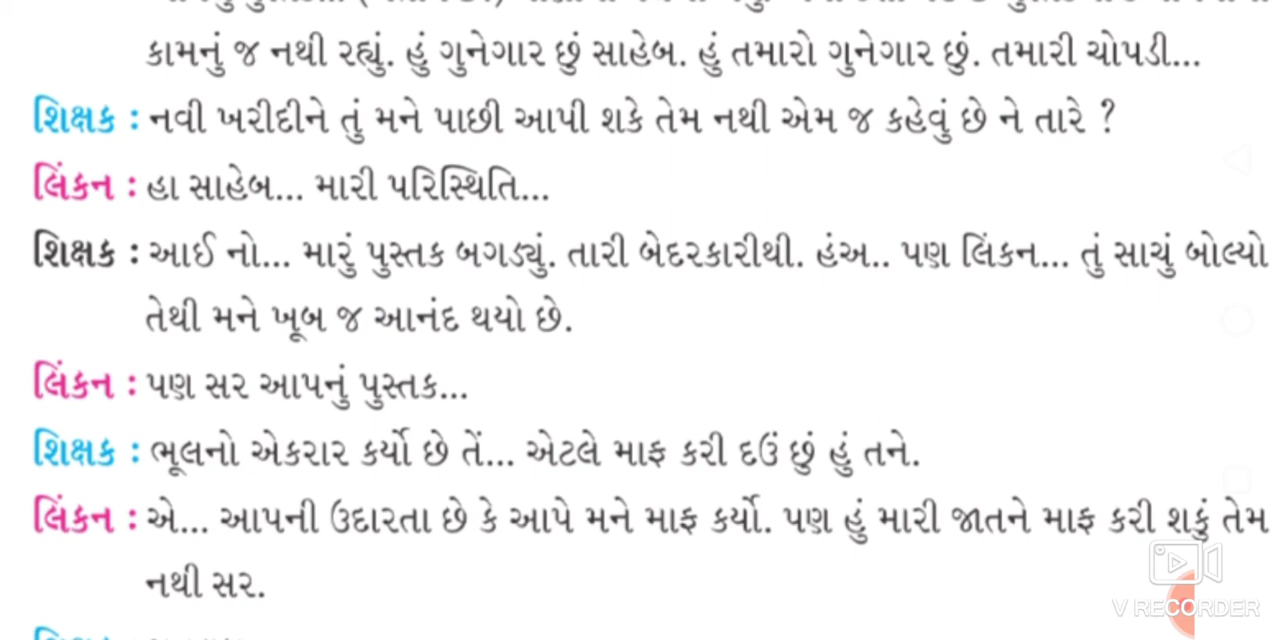 કામનું જ નથી રહ્યું. હું ગુનેગાર છું સાહેબ. હું તમારો ગુનેગાર છું. તમારી ચોપડી...
શિક્ષક : નવી ખરીદીને તું મને પાછી આપી શકે તેમ નથી એમ જ કહેવું છે ને તારે ?
લિંકન : હા સાહેબ... મારી પરિસ્થિતિ...
શિક્ષક : આઈ નો... મારું પુસ્તક બગડ્યું. તારી બેદરકારીથી. હંઅ.. પણ લિંકન... તું સાચું બોલ્યો
તેથી મને ખૂબ જ આનંદ થયો છે.
લિંકન : પણ સર આપનું પુસ્તક...
શિક્ષક : ભૂલનો એકરાર કર્યો છે તેં... એટલે માફ કરી દઉં છું હું તને.
લિંકન : એ... આપની ઉદારતા છે કે આપે મને માફ કર્યો. પણ હું મારી જાતને માફ કરી શકું તેમ
નથી સર.
V RECORDER